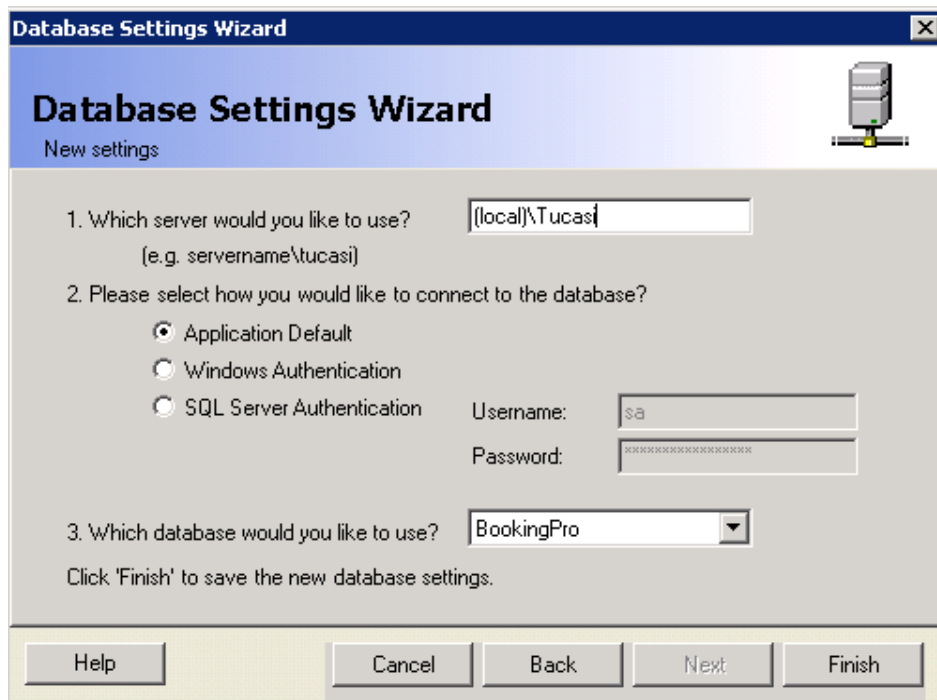 Database Settings Wizard
Database Settings Wizard
New settings
1. Which server would you like to use?
(local)\Tucasi
(e.g. servername\tucasi)
2. Please select how you would like to connect to the database?
Application Default
Windows Authentication
SQL Server Authentication
Username:
sa
Password:
*****************
3. Which database would you like to use?
BookingPro
Click 'Finish' to save the new database settings.
Help
Cancel
Back
Next
Finish